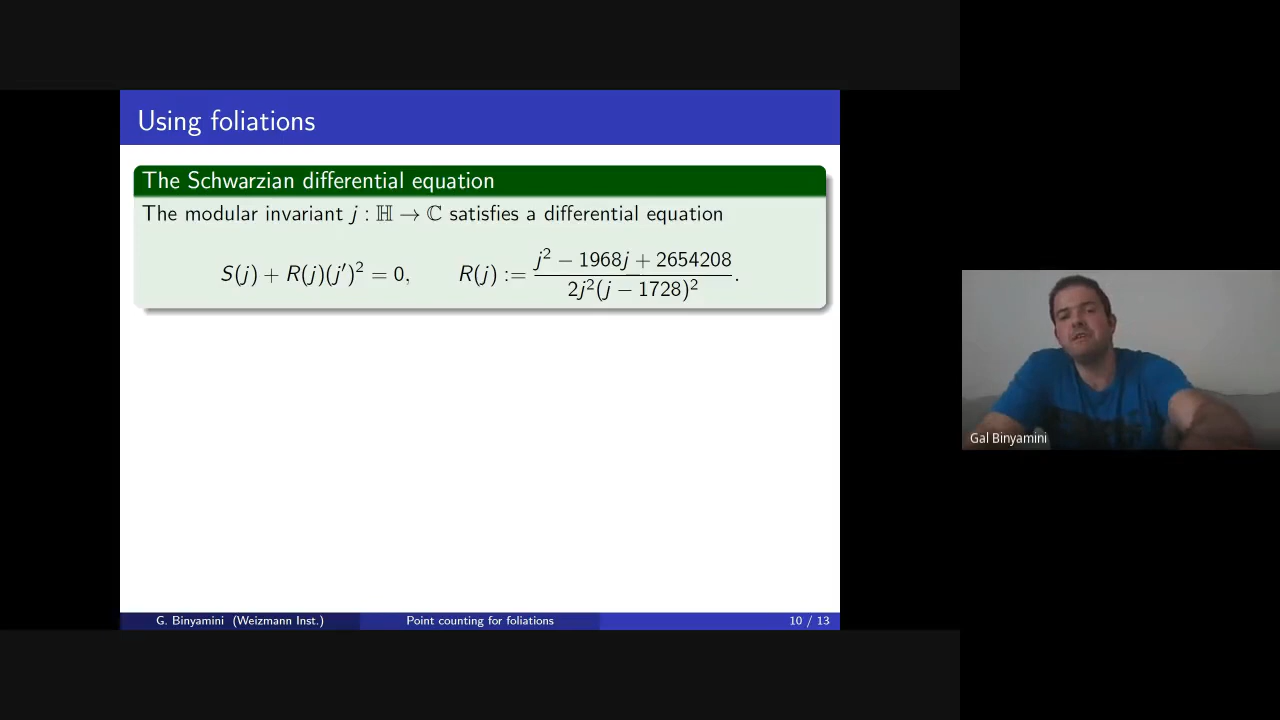 Using foliations
The Schwarzian differential equation
The modular invariant j : ℍ → ℂ satisfies a differential equation
S(j) + R(j)(j′)² = 0, R(j) := (j² − 1968j + 2654208) / (2j²(j − 1728)²).
Gal Binyamini
G. Binyamini (Weizmann Inst.) Point counting for foliations 10 / 13